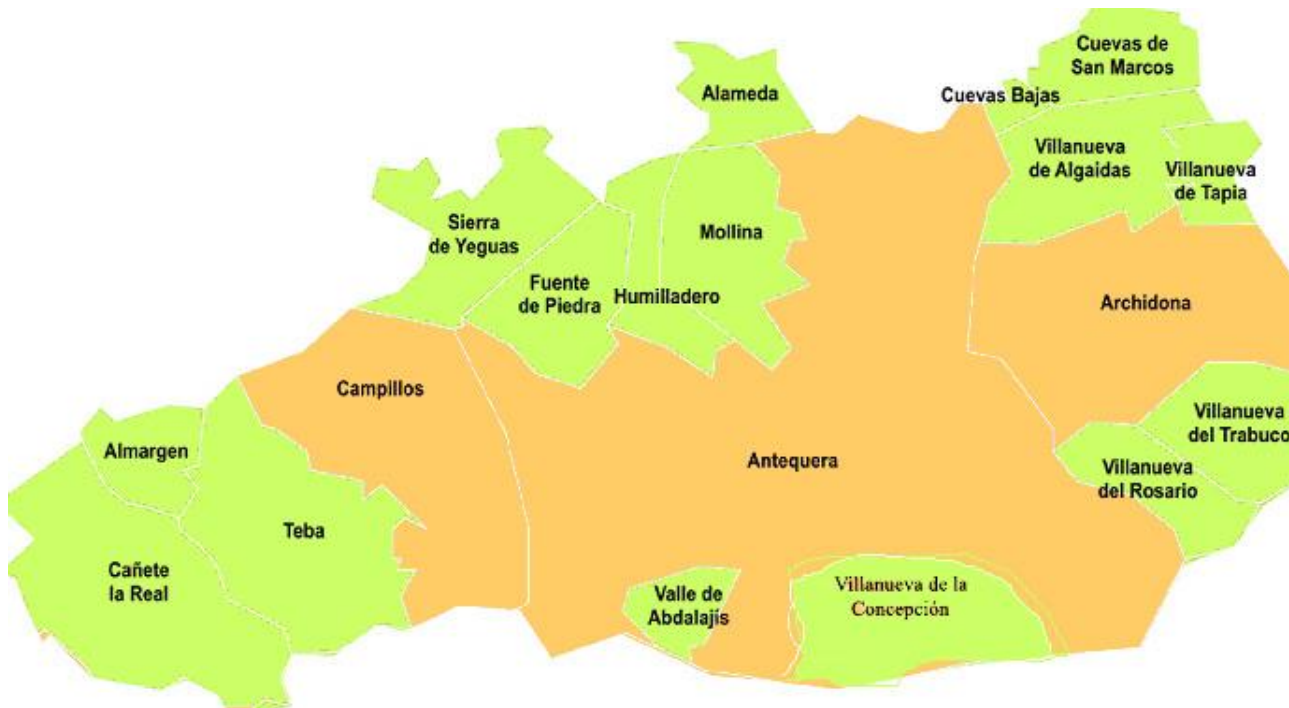 Cuevas de
San Marcos
Cuevas Bajas
Alameda
Villanueva
de Algaidas
Villanueva
de Tapia
Sierra
de Yeguas
Mollina
Fuente
de Piedra
Humilladero
Archidona
Campillos
Villanueva
del Trabuco
Almargen
Antequera
Villanueva
del Rosario
Teba
Cañete
la Real
Valle de
Abdalajís
Villanueva de la
Concepción